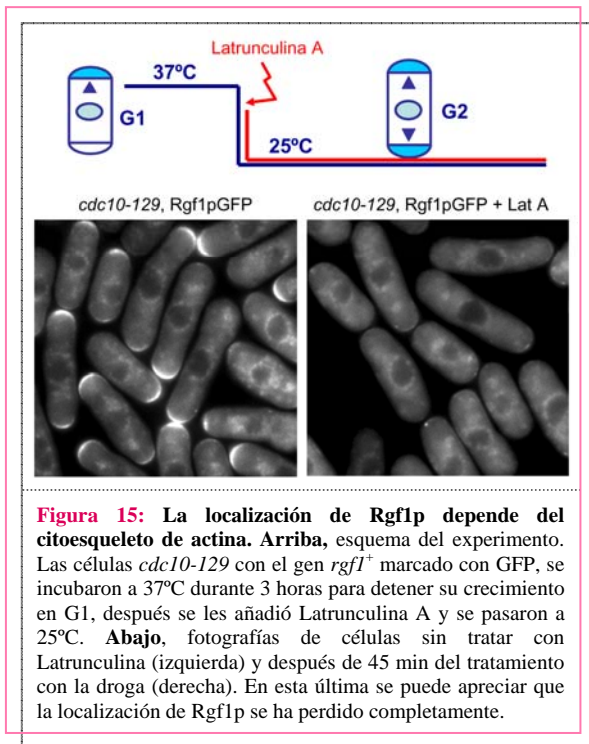 Latrunculina A
37ºC
G1
G2
25ºC
cdc10-129, Rgf1pGFP
cdc10-129, Rgf1pGFP + Lat A
Figura 15: La localización de Rgf1p depende del
citoesqueleto de actina. Arriba, esquema del experimento.
Las células cdc10-129 con el gen rgf1+ marcado con GFP, se
incubaron a 37ºC durante 3 horas para detener su crecimiento
en G1, después se les añadió Latrunculina A y se pasaron a
25ºC. Abajo, fotografías de células sin tratar con
Latrunculina (izquierda) y después de 45 min del tratamiento
con la droga (derecha). En esta última se puede apreciar que
la localización de Rgf1p se ha perdido completamente.